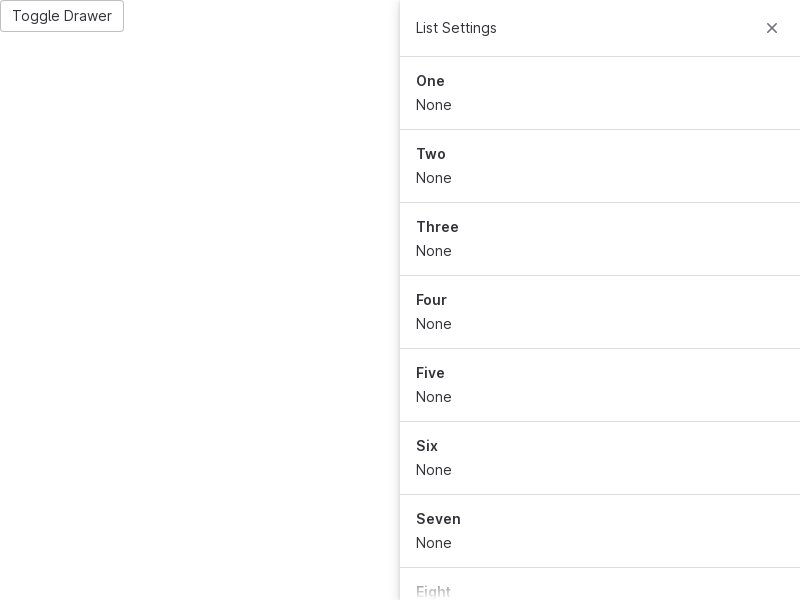 Toggle Drawer
List Settings
One
None
Two
None
Three
None
Four
None
Five
None
Six
None
Seven
None
Eight